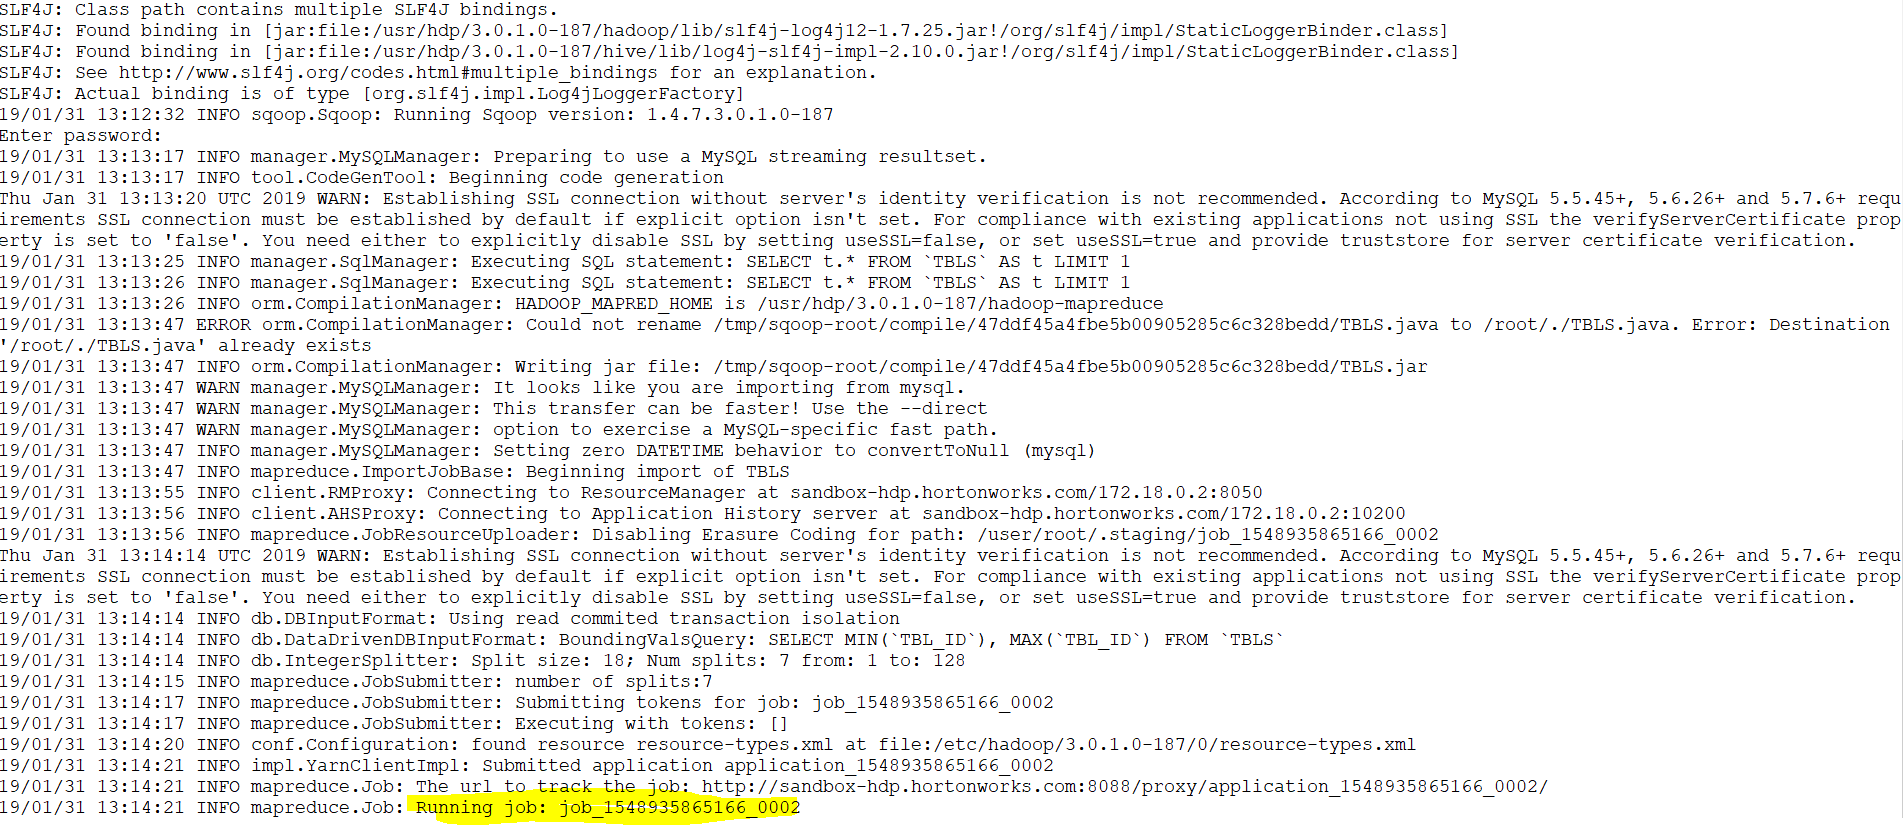 SLF4J: Class path contains multiple SLF4J bindings.
SLF4J: Found binding in [jar:file:/usr/hdp/3.0.1.0-187/hadoop/lib/slf4j-log4j12-1.7.25.jar!/org/slf4j/impl/StaticLoggerBinder.class]
SLF4J: Found binding in [jar:file:/usr/hdp/3.0.1.0-187/hive/lib/log4j-slf4j-impl-2.10.0.jar!/org/slf4j/impl/StaticLoggerBinder.class]
SLF4J: See http://www.slf4j.org/codes.html#multiple_bindings for an explanation.
SLF4J: Actual binding is of type [org.slf4j.impl.Log4jLoggerFactory]
19/01/31 13:12:32 INFO sqoop.Sqoop: Running Sqoop version: 1.4.7.3.0.1.0-187
Enter password:
19/01/31 13:13:17 INFO manager.MySQLManager: Preparing to use a MySQL streaming resultset.
19/01/31 13:13:17 INFO tool.CodeGenTool: Beginning code generation
Thu Jan 31 13:13:20 UTC 2019 WARN: Establishing SSL connection without server's identity verification is not recommended. According to MySQL 5.5.45+, 5.6.26+ and 5.7.6+ requ
irements SSL connection must be established by default if explicit option isn't set. For compliance with existing applications not using SSL the verifyServerCertificate prop
erty is set to 'false'. You need either to explicitly disable SSL by setting useSSL=false, or set useSSL=true and provide truststore for server certificate verification.
19/01/31 13:13:25 INFO manager.SqlManager: Executing SQL statement: SELECT t.* FROM `TBLS` AS t LIMIT 1
19/01/31 13:13:26 INFO manager.SqlManager: Executing SQL statement: SELECT t.* FROM `TBLS` AS t LIMIT 1
19/01/31 13:13:26 INFO orm.CompilationManager: HADOOP_MAPRED_HOME is /usr/hdp/3.0.1.0-187/hadoop-mapreduce
19/01/31 13:13:47 ERROR orm.CompilationManager: Could not rename /tmp/sqoop-root/compile/47ddf45a4fbe5b00905285c6c328bedd/TBLS.java to /root/./TBLS.java. Error: Destination
'/root/./TBLS.java' already exists
19/01/31 13:13:47 INFO orm.CompilationManager: Writing jar file: /tmp/sqoop-root/compile/47ddf45a4fbe5b00905285c6c328bedd/TBLS.jar
19/01/31 13:13:47 WARN manager.MySQLManager: It looks like you are importing from mysql.
19/01/31 13:13:47 WARN manager.MySQLManager: This transfer can be faster! Use the --direct
19/01/31 13:13:47 WARN manager.MySQLManager: option to exercise a MySQL-specific fast path.
19/01/31 13:13:47 INFO manager.MySQLManager: Setting zero DATETIME behavior to convertToNull (mysql)
19/01/31 13:13:47 INFO mapreduce.ImportJobBase: Beginning import of TBLS
19/01/31 13:13:55 INFO client.RMProxy: Connecting to ResourceManager at sandbox-hdp.hortonworks.com/172.18.0.2:8050
19/01/31 13:13:56 INFO client.AHSProxy: Connecting to Application History server at sandbox-hdp.hortonworks.com/172.18.0.2:10200
19/01/31 13:13:56 INFO mapreduce.JobResourceUploader: Disabling Erasure Coding for path: /user/root/.staging/job_1548935865166_0002
Thu Jan 31 13:14:14 UTC 2019 WARN: Establishing SSL connection without server's identity verification is not recommended. According to MySQL 5.5.45+, 5.6.26+ and 5.7.6+ requ
irements SSL connection must be established by default if explicit option isn't set. For compliance with existing applications not using SSL the verifyServerCertificate prop
erty is set to 'false'. You need either to explicitly disable SSL by setting useSSL=false, or set useSSL=true and provide truststore for server certificate verification.
19/01/31 13:14:14 INFO db.DBInputFormat: Using read commited transaction isolation
19/01/31 13:14:14 INFO db.DataDrivenDBInputFormat: BoundingValsQuery: SELECT MIN(`TBL_ID`), MAX(`TBL_ID`) FROM `TBLS`
19/01/31 13:14:14 INFO db.IntegerSplitter: Split size: 18; Num splits: 7 from: 1 to: 128
19/01/31 13:14:15 INFO mapreduce.JobSubmitter: number of splits:7
19/01/31 13:14:17 INFO mapreduce.JobSubmitter: Submitting tokens for job: job_1548935865166_0002
19/01/31 13:14:17 INFO mapreduce.JobSubmitter: Executing with tokens: []
19/01/31 13:14:20 INFO conf.Configuration: found resource resource-types.xml at file:/etc/hadoop/3.0.1.0-187/0/resource-types.xml
19/01/31 13:14:21 INFO impl.YarnClientImpl: Submitted application application_1548935865166_0002
19/01/31 13:14:21 INFO mapreduce.Job: The url to track the job: http://sandbox-hdp.hortonworks.com:8088/proxy/application_1548935865166_0002/
19/01/31 13:14:21 INFO mapreduce.Job: Running job: job_1548935865166_0002